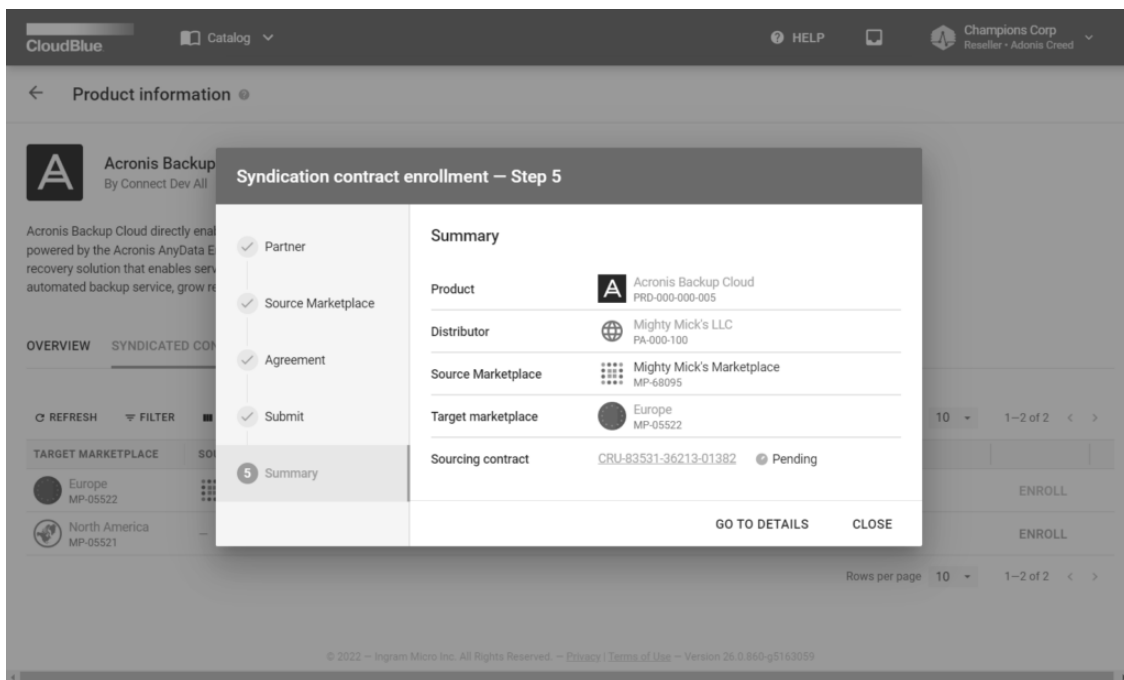 CloudBlue
Catalog
HELP
Champions Corp
Reseller • Adonis Creed
Product information
Acronis Backup
By Connect Dev All
Acronis Backup Cloud directly
powered by the Acronis AnyData
recovery solution that enables
automated backup service, grow
OVERVIEW SYNDICATED
REFRESH FILTER
10 1–2 of 2
TARGET MARKETPLACE
Europe
MP-05522
ENROLL
North America
MP-05521
–
ENROLL
Rows per page 10 1–2 of 2
Syndication contract enrollment — Step 5
Partner
Source Marketplace
Agreement
Submit
5 Summary
Summary
Product
Acronis Backup Cloud
PRD-000-000-005
Distributor
Mighty Mick's LLC
PA-000-100
Source Marketplace
Mighty Mick's Marketplace
MP-68095
Target marketplace
Europe
MP-05522
Sourcing contract
CRU-83531-36213-01382 Pending
GO TO DETAILS CLOSE
© 2022 — Ingram Micro Inc. All Rights Reserved. — Privacy | Terms of Use — Version 26.0.860-g5163059